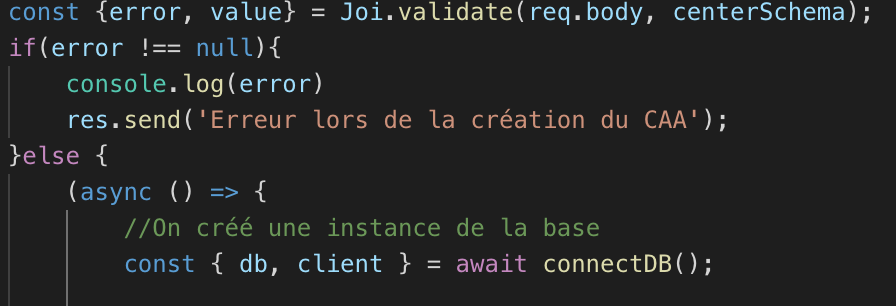 const {error, value} = Joi.validate(req.body, centerSchema);
if(error !== null){
console.log(error)
res.send('Erreur lors de la création du CAA');
}else {
(async () => {
//On créé une instance de la base
const { db, client } = await connectDB();